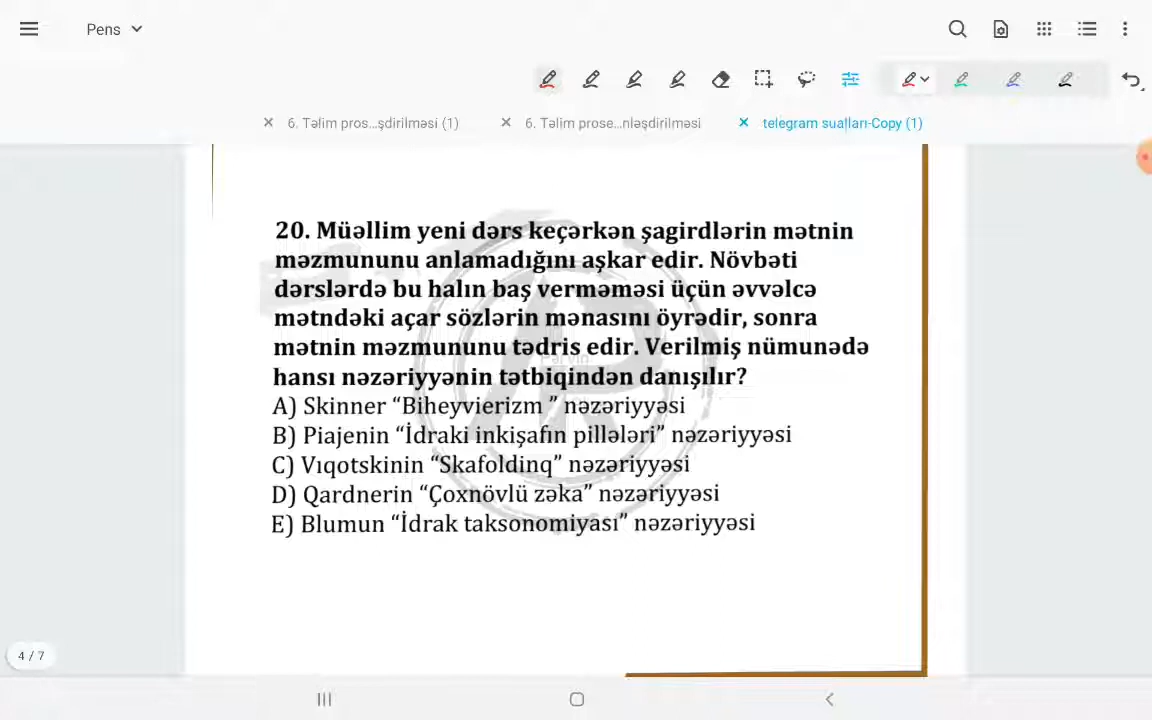 Pens
6. Təlim pros...şdirilməsi (1)
6. Təlim prose...nləşdirilməsi
telegram sualları-Copy (1)
20. Müəllim yeni dərs keçərkən şagirdlərin mətnin
məzmununu anlamadığını aşkar edir. Növbəti
dərslərdə bu halın baş verməməsi üçün əvvəlcə
mətndəki açar sözlərin mənasını öyrədir, sonra
mətnin məzmununu tədris edir. Verilmiş nümunədə
hansı nəzəriyyənin tətbiqindən danışılır?
A) Skinner “Biheyvierizm ” nəzəriyyəsi
B) Piajenin “İdraki inkişafın pillələri” nəzəriyyəsi
C) Vıqotskinin “Skafoldinq” nəzəriyyəsi
D) Qardnerin “Çoxnövlü zəka” nəzəriyyəsi
E) Blumun “İdrak taksonomiyası” nəzəriyyəsi
4 / 7